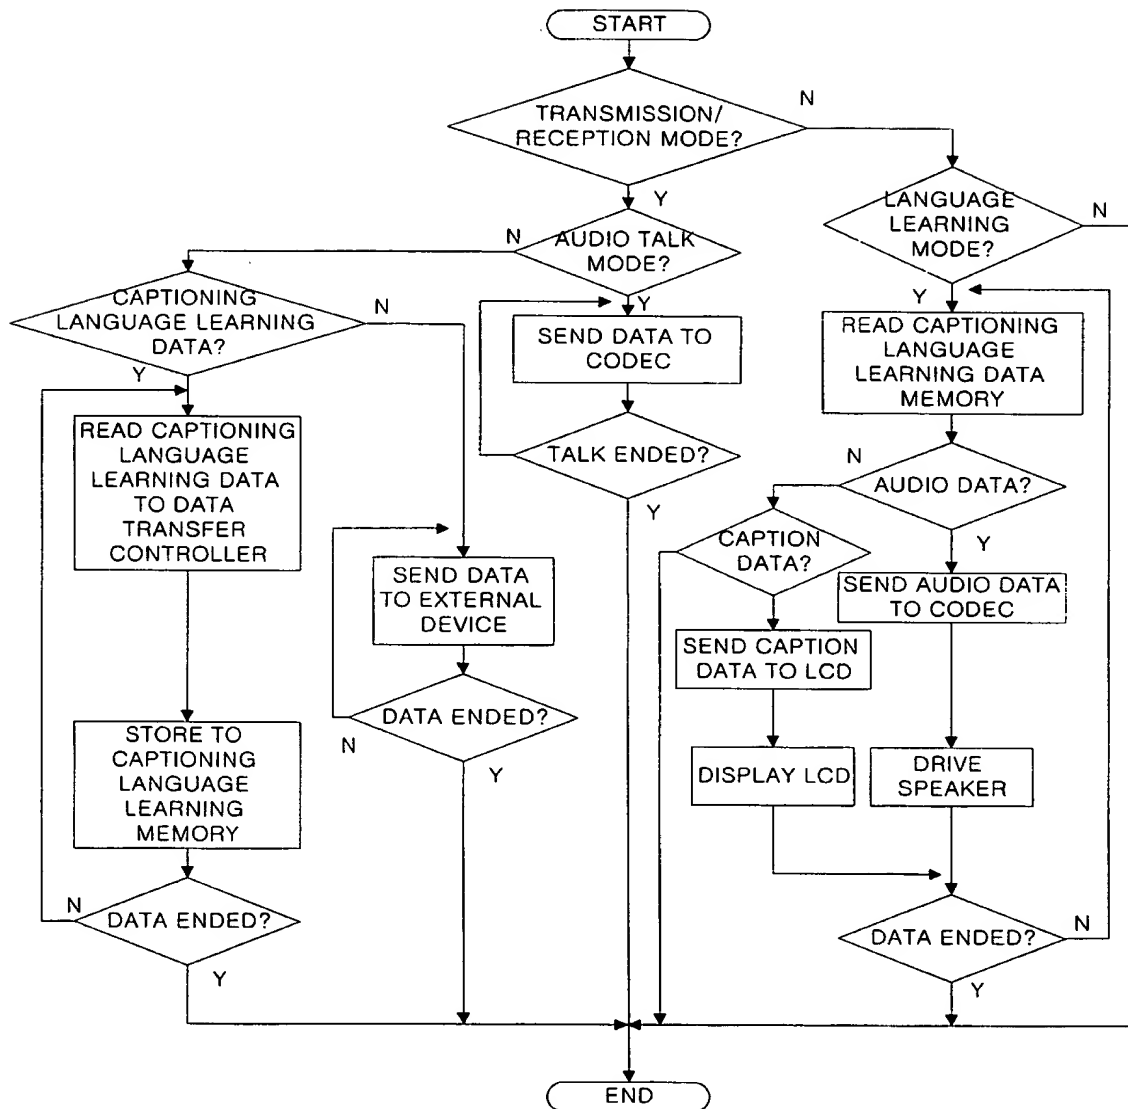 START
TRANSMISSION/
RECEPTION MODE?
N
Y
LANGUAGE
LEARNING
MODE?
N
Y
AUDIO TALK
MODE?
N
Y
CAPTIONING
LANGUAGE LEARNING
DATA?
N
Y
SEND DATA TO
CODEC
READ CAPTIONING
LANGUAGE
LEARNING DATA
MEMORY
READ CAPTIONING
LANGUAGE
LEARNING DATA
TO DATA
TRANSFER
CONTROLLER
TALK ENDED?
Y
AUDIO DATA?
N
Y
CAPTION
DATA?
SEND DATA
TO EXTERNAL
DEVICE
SEND AUDIO DATA
TO CODEC
SEND CAPTION
DATA TO LCD
DATA ENDED?
N
Y
STORE TO
CAPTIONING
LANGUAGE
LEARNING
MEMORY
DISPLAY LCD
DRIVE
SPEAKER
DATA ENDED?
N
Y
DATA ENDED?
N
Y
END